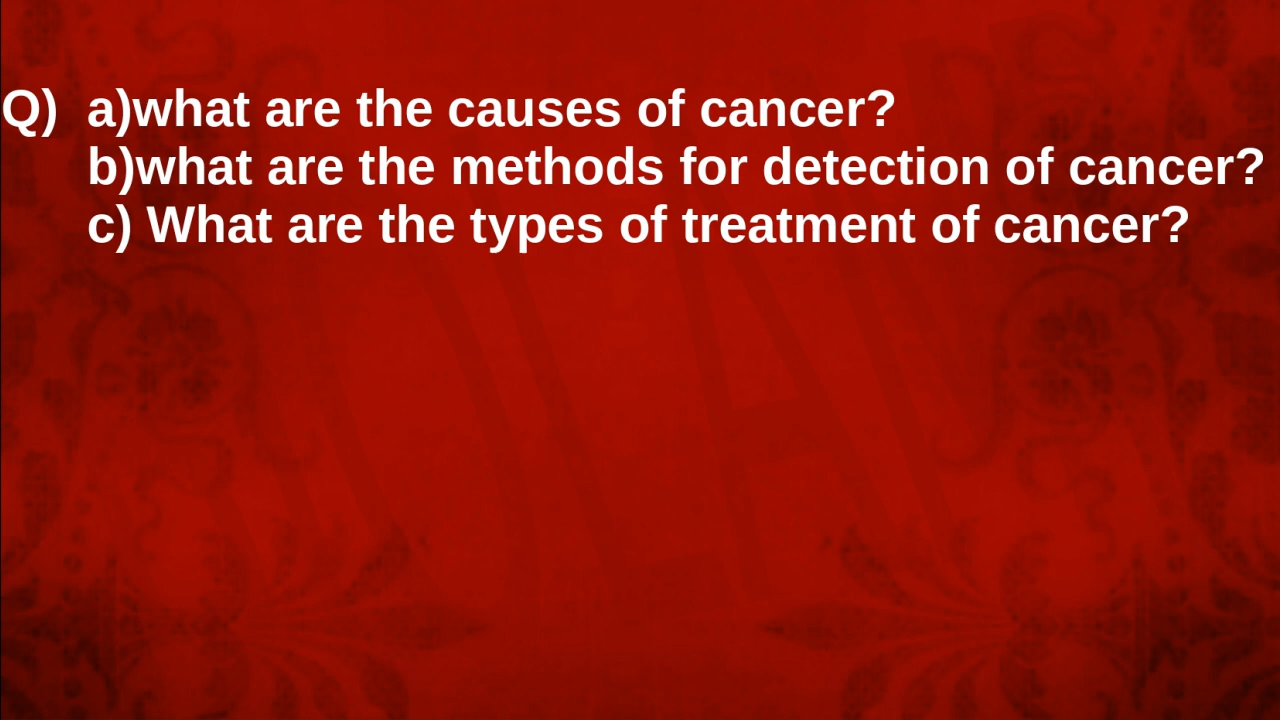 Q) a)what are the causes of cancer?
b)what are the methods for detection of cancer?
c) What are the types of treatment of cancer?